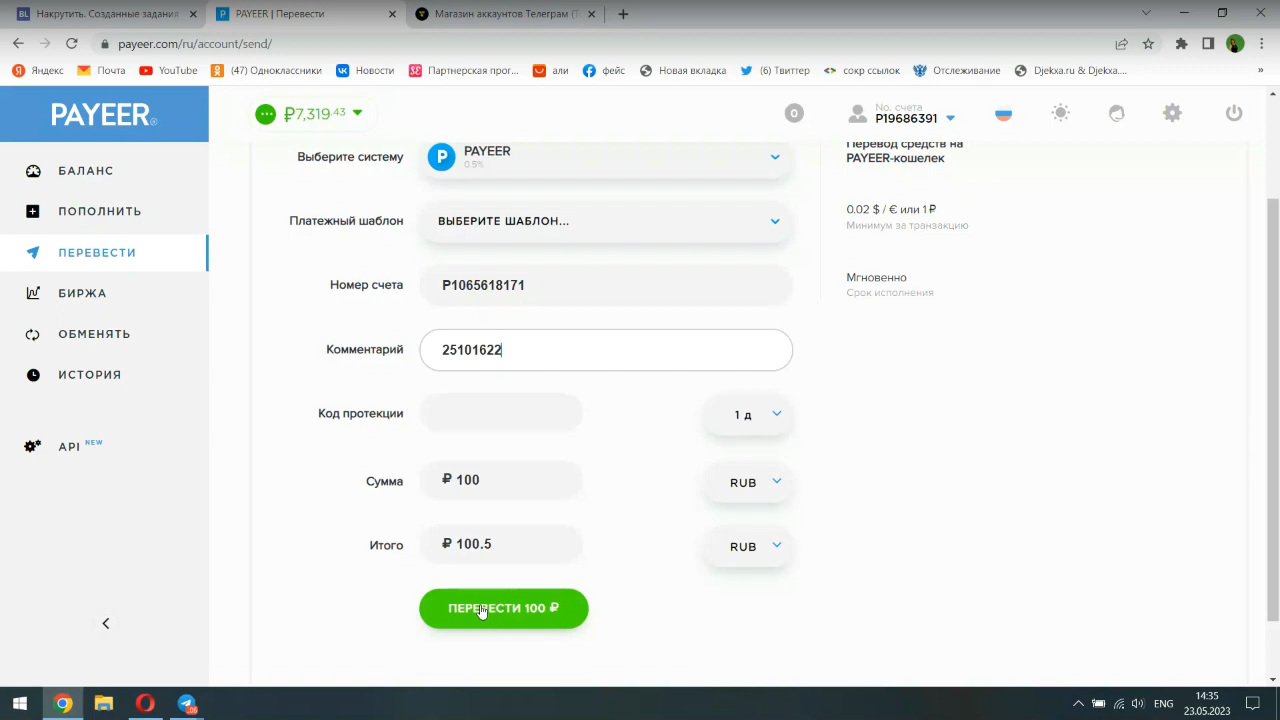 BL Накрутить. Созданные задания
P PAYEER | Перевести
Магазин аккаунтов Телеграм (Т
payeer.com/ru/account/send/
Яндекс
Почта
YouTube
(47) Одноклассники
Новости
Партнерская прог...
али
фейс
Новая вкладка
(6) Твиттер
сокр ссылок
Отслеживание
Djekxa.ru & Djekxa....
»
PAYEER®
₽7,319.43
0
No. счета
P19686391
БАЛАНС
ПОПОЛНИТЬ
ПЕРЕВЕСТИ
БИРЖА
ОБМЕНЯТЬ
ИСТОРИЯ
API NEW
Выберите систему
P PAYEER
0.5%
Платежный шаблон
ВЫБЕРИТЕ ШАБЛОН...
Номер счета
P1065618171
Комментарий
25101622
Код протекции
1 д
Сумма
₽ 100
RUB
Итого
₽ 100.5
RUB
ПЕРЕВЕСТИ 100 ₽
Перевод средств на
PAYEER-кошелек
0.02 $ / € или 1 ₽
Минимум за транзакцию
Мгновенно
Срок исполнения
ENG
14:35
23.05.2023